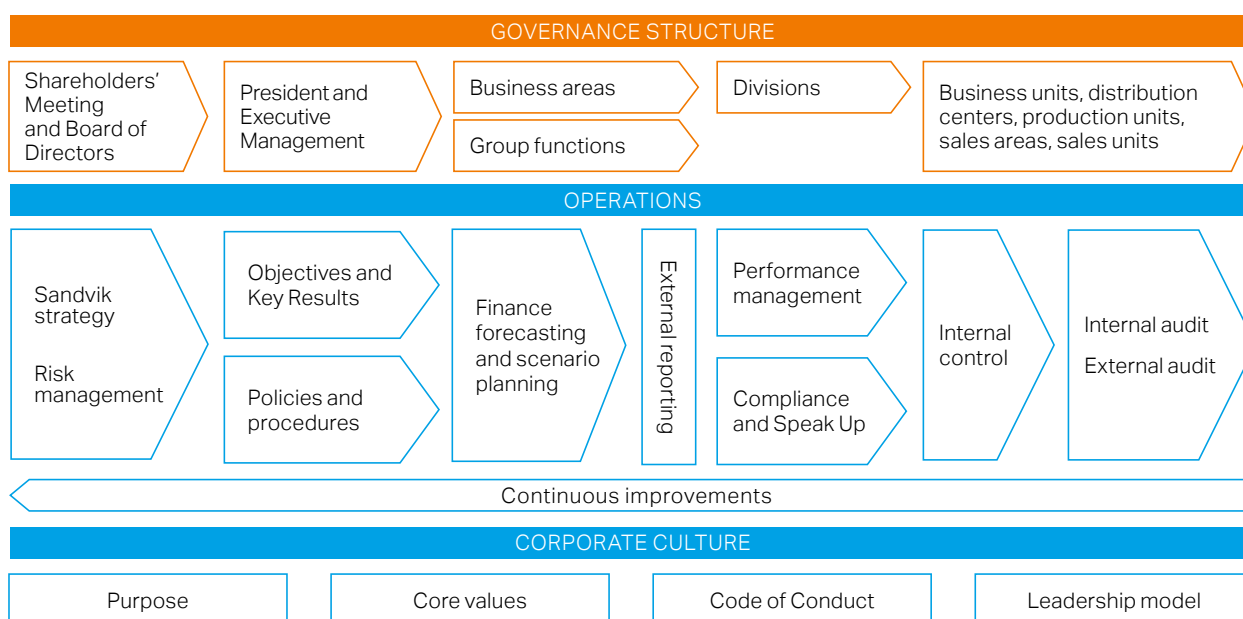 GOVERNANCE STRUCTURE
Shareholders'
Meeting
and Board of
Directors
President and
Executive
Management
Business areas
Group functions
Divisions
Business units, distribution
centers, production units,
sales areas, sales units
OPERATIONS
Sandvik
strategy
Risk
management
Objectives and
Key Results
Policies and
procedures
Finance
forecasting
and scenario
planning
External reporting
Performance
management
Compliance
and Speak Up
Internal
control
Internal audit
External audit
Continuous improvements
CORPORATE CULTURE
Purpose
Core values
Code of Conduct
Leadership model